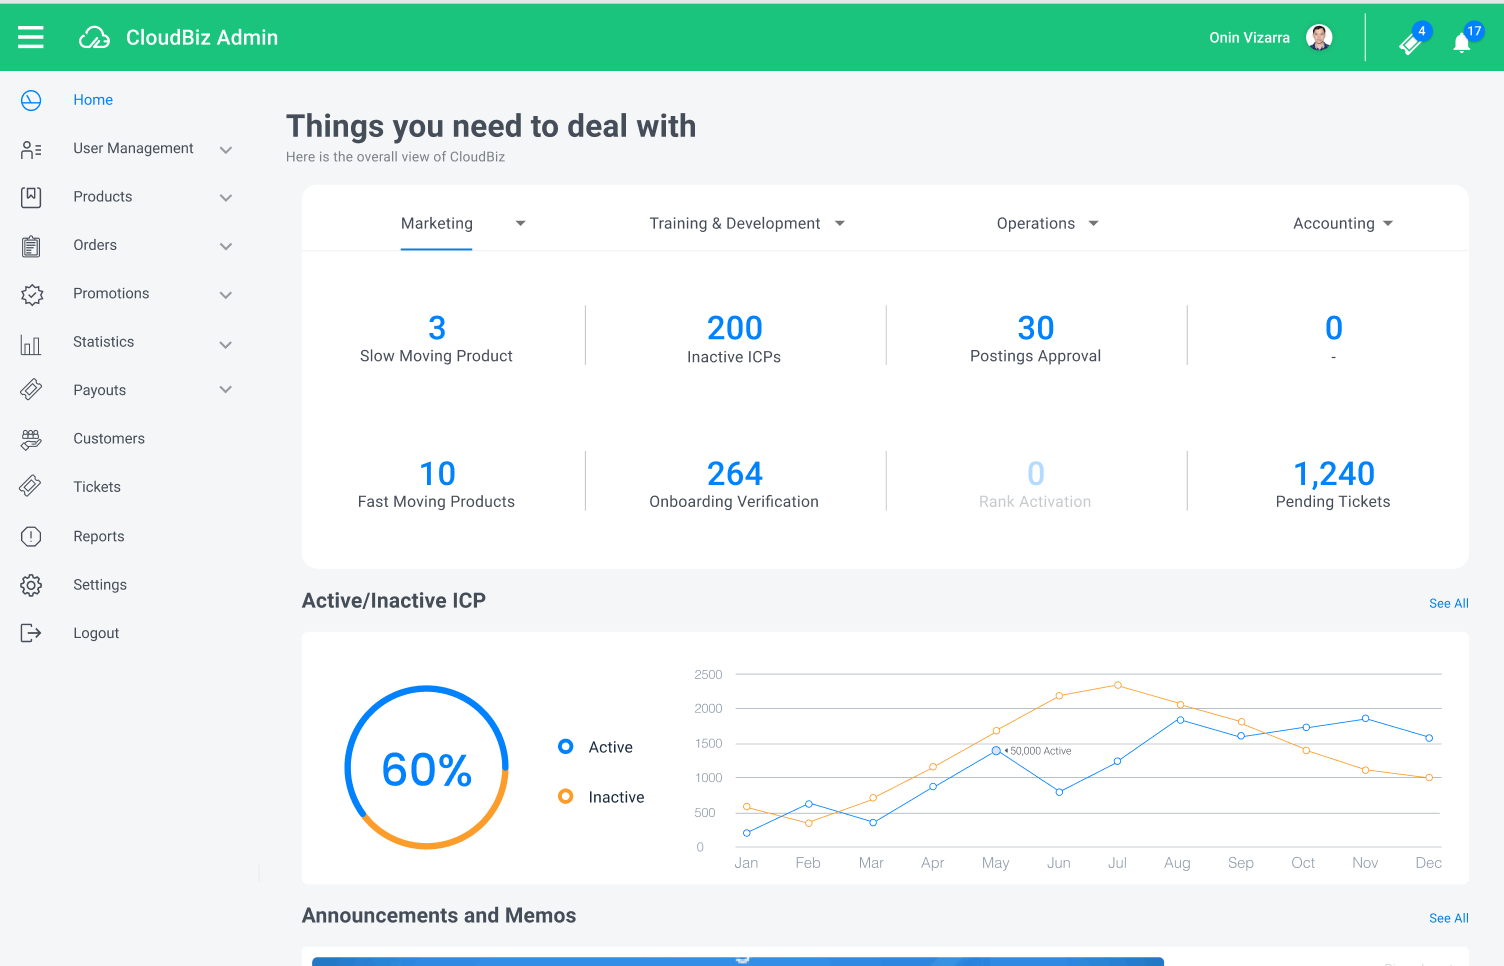 CloudBiz Admin
Onin Vizarra
4
17
Home
User Management
Products
Orders
Promotions
Statistics
Payouts
Customers
Tickets
Reports
Settings
Logout
Things you need to deal with
Here is the overall view of CloudBiz
Marketing
Training & Development
Operations
Accounting
3
Slow Moving Product
200
Inactive ICPs
30
Postings Approval
0
-
10
Fast Moving Products
264
Onboarding Verification
0
Rank Activation
1,240
Pending Tickets
Active/Inactive ICP
See All
60%
Active
Inactive
2500
2000
1500
1000
500
0
50,000 Active
Jan Feb Mar Apr May Jun Jul Aug Sep Oct Nov Dec
Announcements and Memos
See All